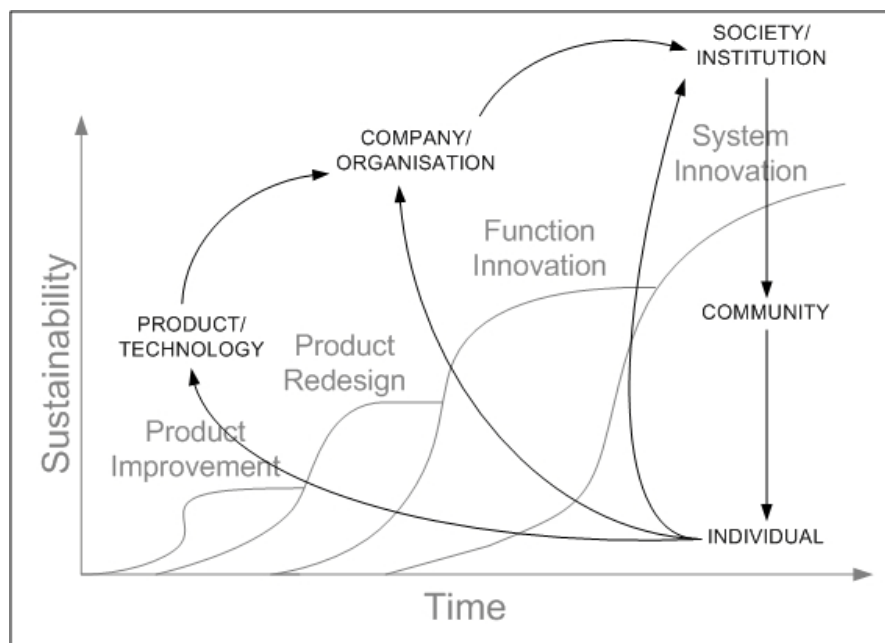 SOCIETY/
INSTITUTION
COMPANY/
ORGANISATION
System
Innovation
Function
Innovation
PRODUCT/
TECHNOLOGY
COMMUNITY
Product
Redesign
Product
Improvement
INDIVIDUAL
Sustainability
Time